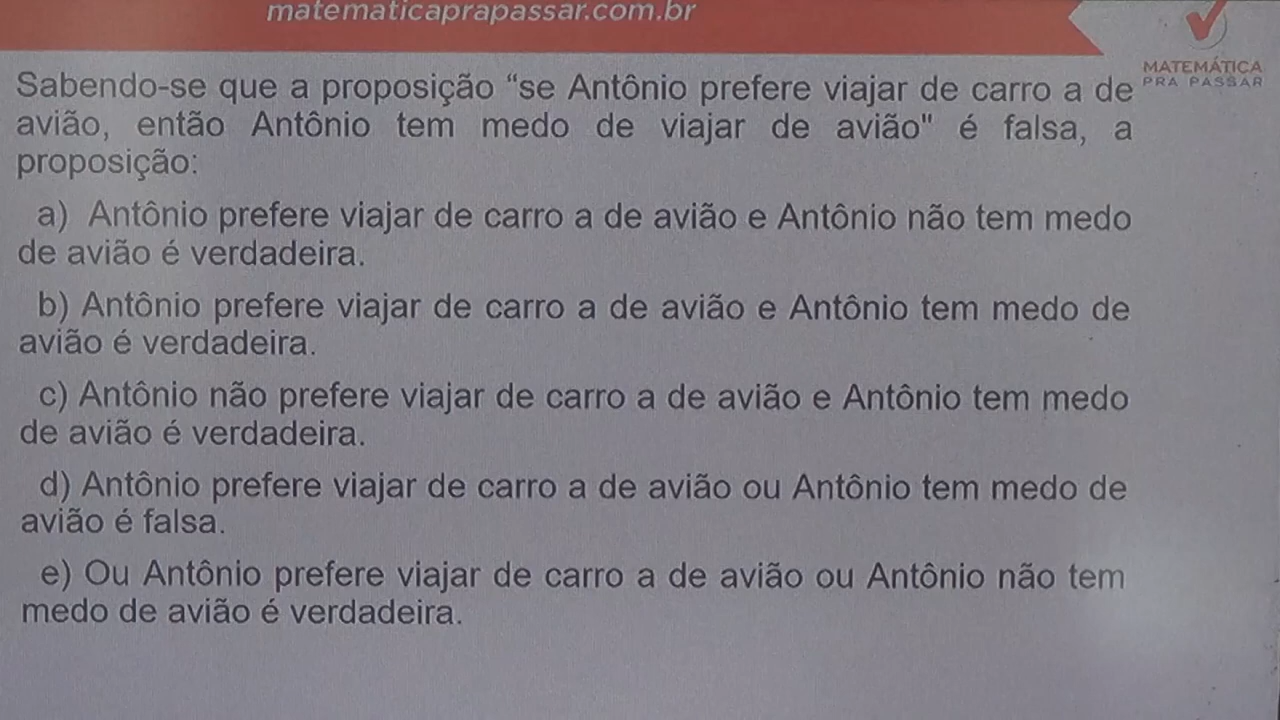 matematicaprapassar.com.br
MATEMÁTICA
PRA PASSAR
Sabendo-se que a proposição “se Antônio prefere viajar de carro a de
avião, então Antônio tem medo de viajar de avião" é falsa, a
proposição:
a) Antônio prefere viajar de carro a de avião e Antônio não tem medo
de avião é verdadeira.
b) Antônio prefere viajar de carro a de avião e Antônio tem medo de
avião é verdadeira.
c) Antônio não prefere viajar de carro a de avião e Antônio tem medo
de avião é verdadeira.
d) Antônio prefere viajar de carro a de avião ou Antônio tem medo de
avião é falsa.
e) Ou Antônio prefere viajar de carro a de avião ou Antônio não tem
medo de avião é verdadeira.